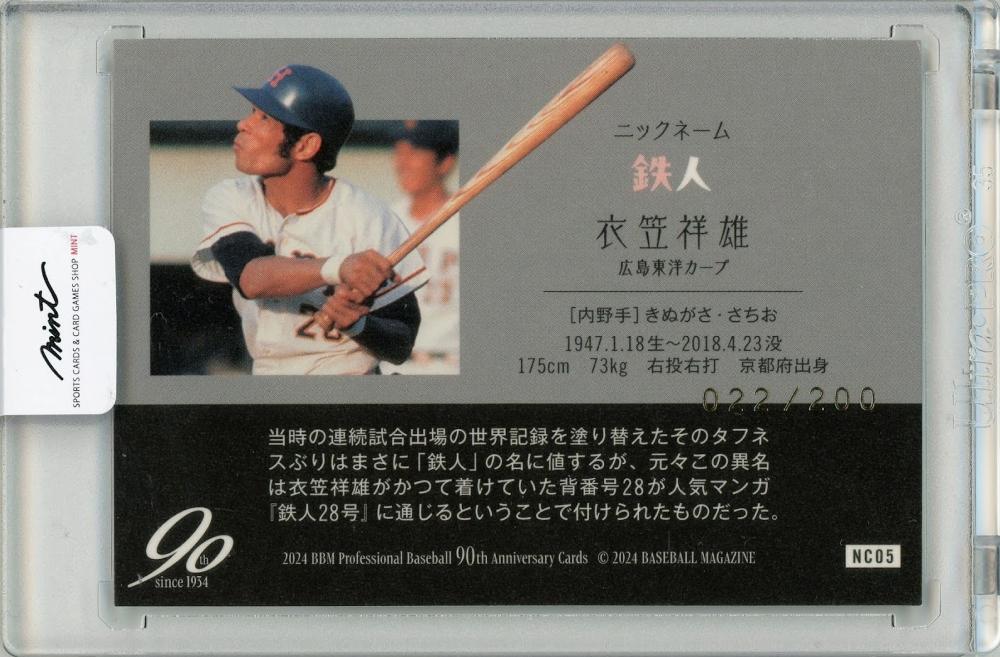 ニックネーム
鉄人
衣笠祥雄
広島東洋カープ
[内野手]きぬがさ・さちお
1947.1.18生～2018.4.23没
175cm 73kg 右投右打 京都府出身
022/200
当時の連続試合出場の世界記録を塗り替えたそのタフネ
スぶりはまさに「鉄人」の名に値するが、元々この異名
は衣笠祥雄がかつて着けていた背番号28が人気マンガ
『鉄人28号』に通じるということで付けられたものだった。
90th
since 1934
2024 BBM Professional Baseball 90th Anniversary Cards © 2024 BASEBALL MAGAZINE
NC05
mint
SPORTS CARDS & CARD GAMES SHOP MINT
H
28